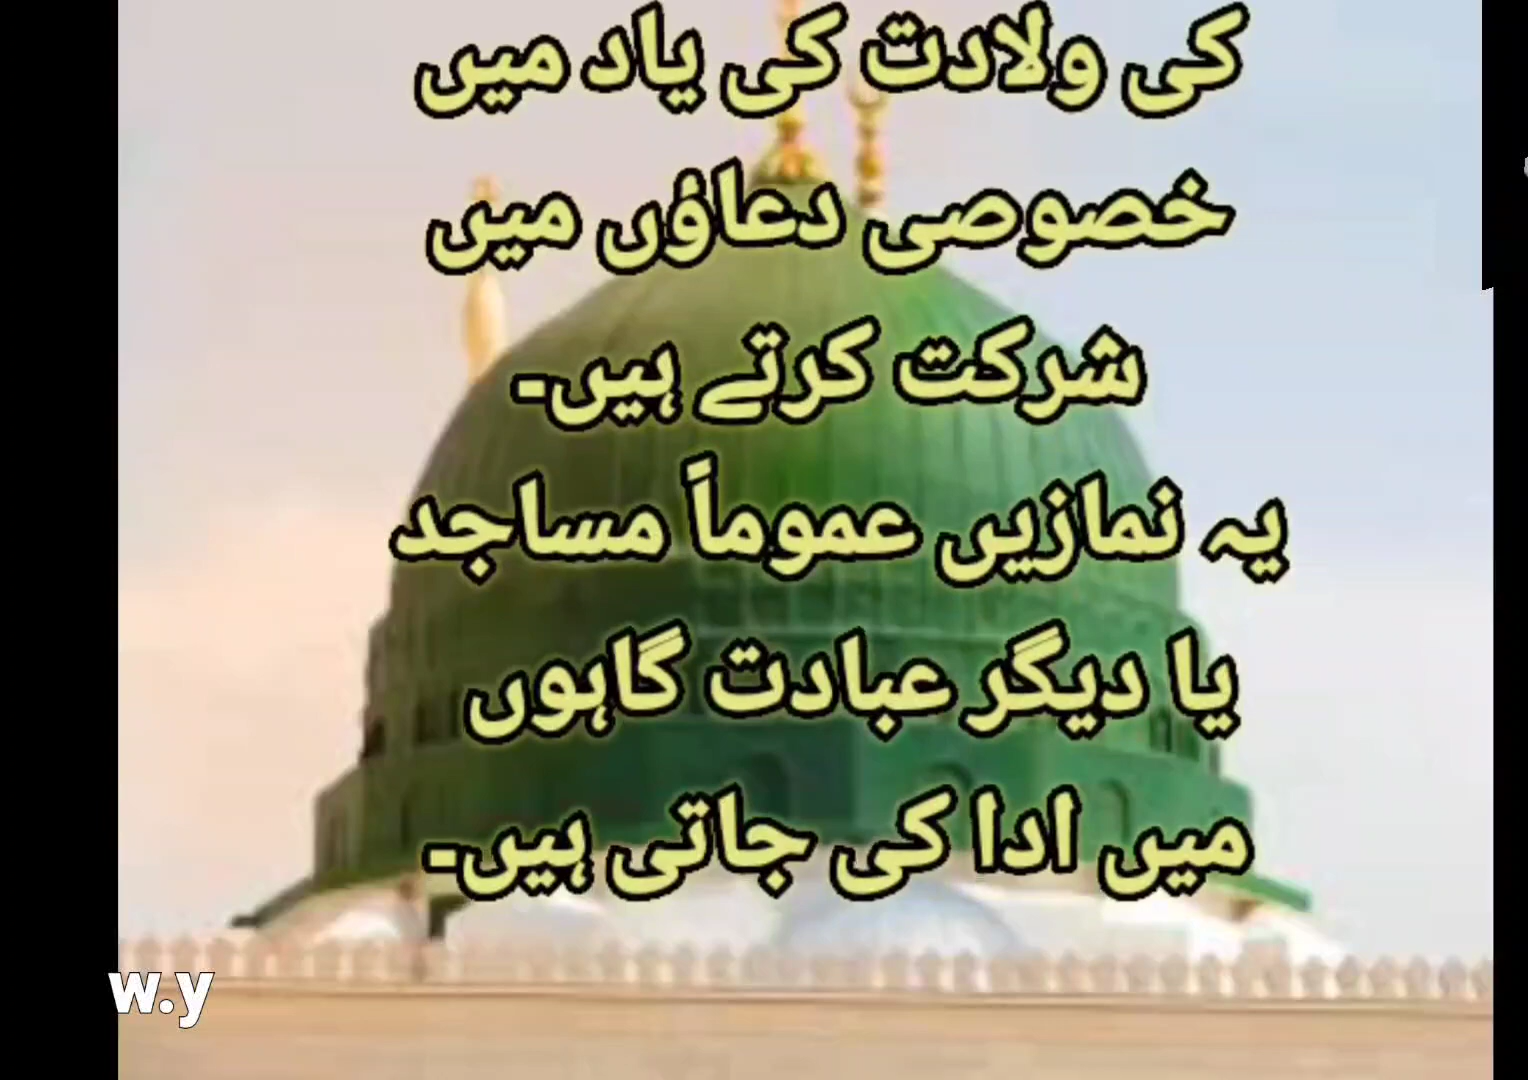 کی ولادت کی یاد میں
خصوصی دعاؤں میں
شرکت کرتے ہیں۔
یہ نمازیں عموماً مساجد
یا دیگر عبادت گاہوں
میں ادا کی جاتی ہیں۔
w.y